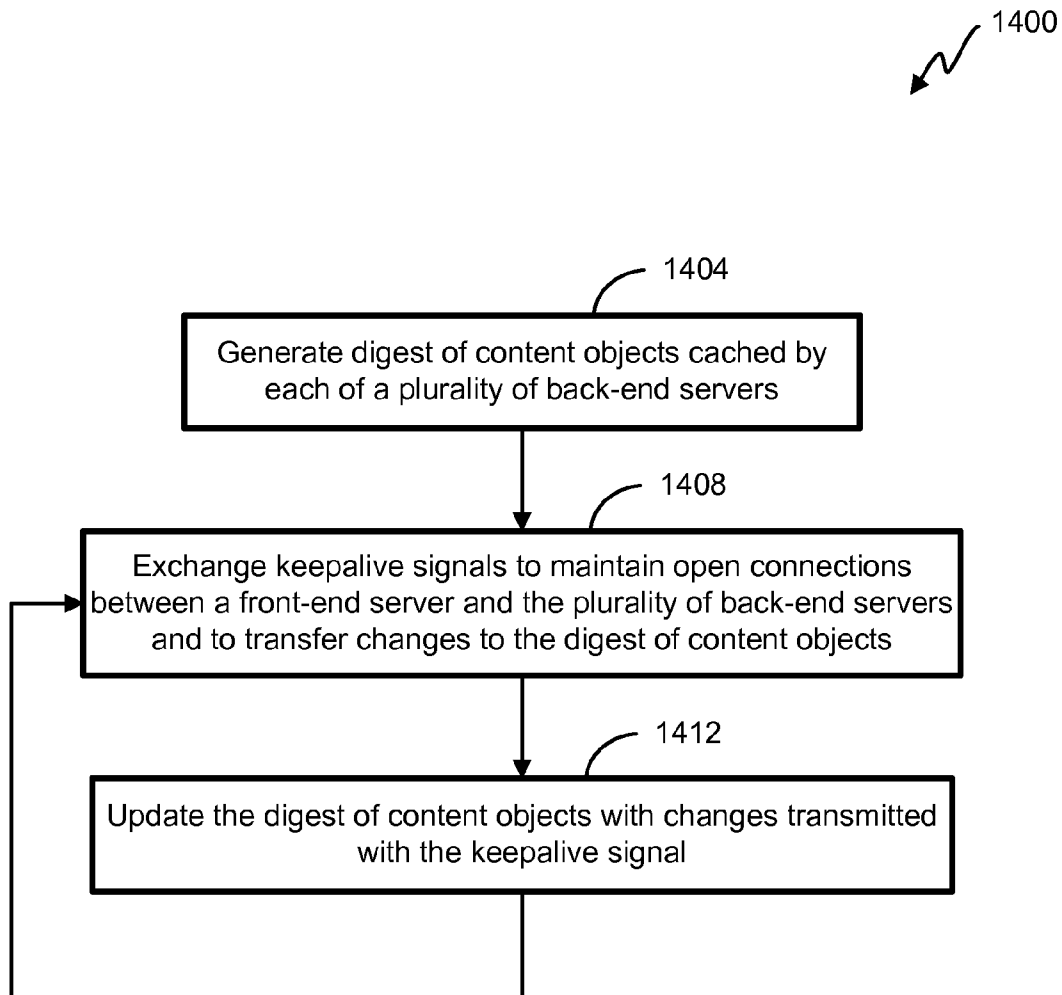 1400
1404
Generate digest of content objects cached by
each of a plurality of back-end servers
1408
Exchange keepalive signals to maintain open connections
between a front-end server and the plurality of back-end servers
and to transfer changes to the digest of content objects
1412
Update the digest of content objects with changes transmitted
with the keepalive signal